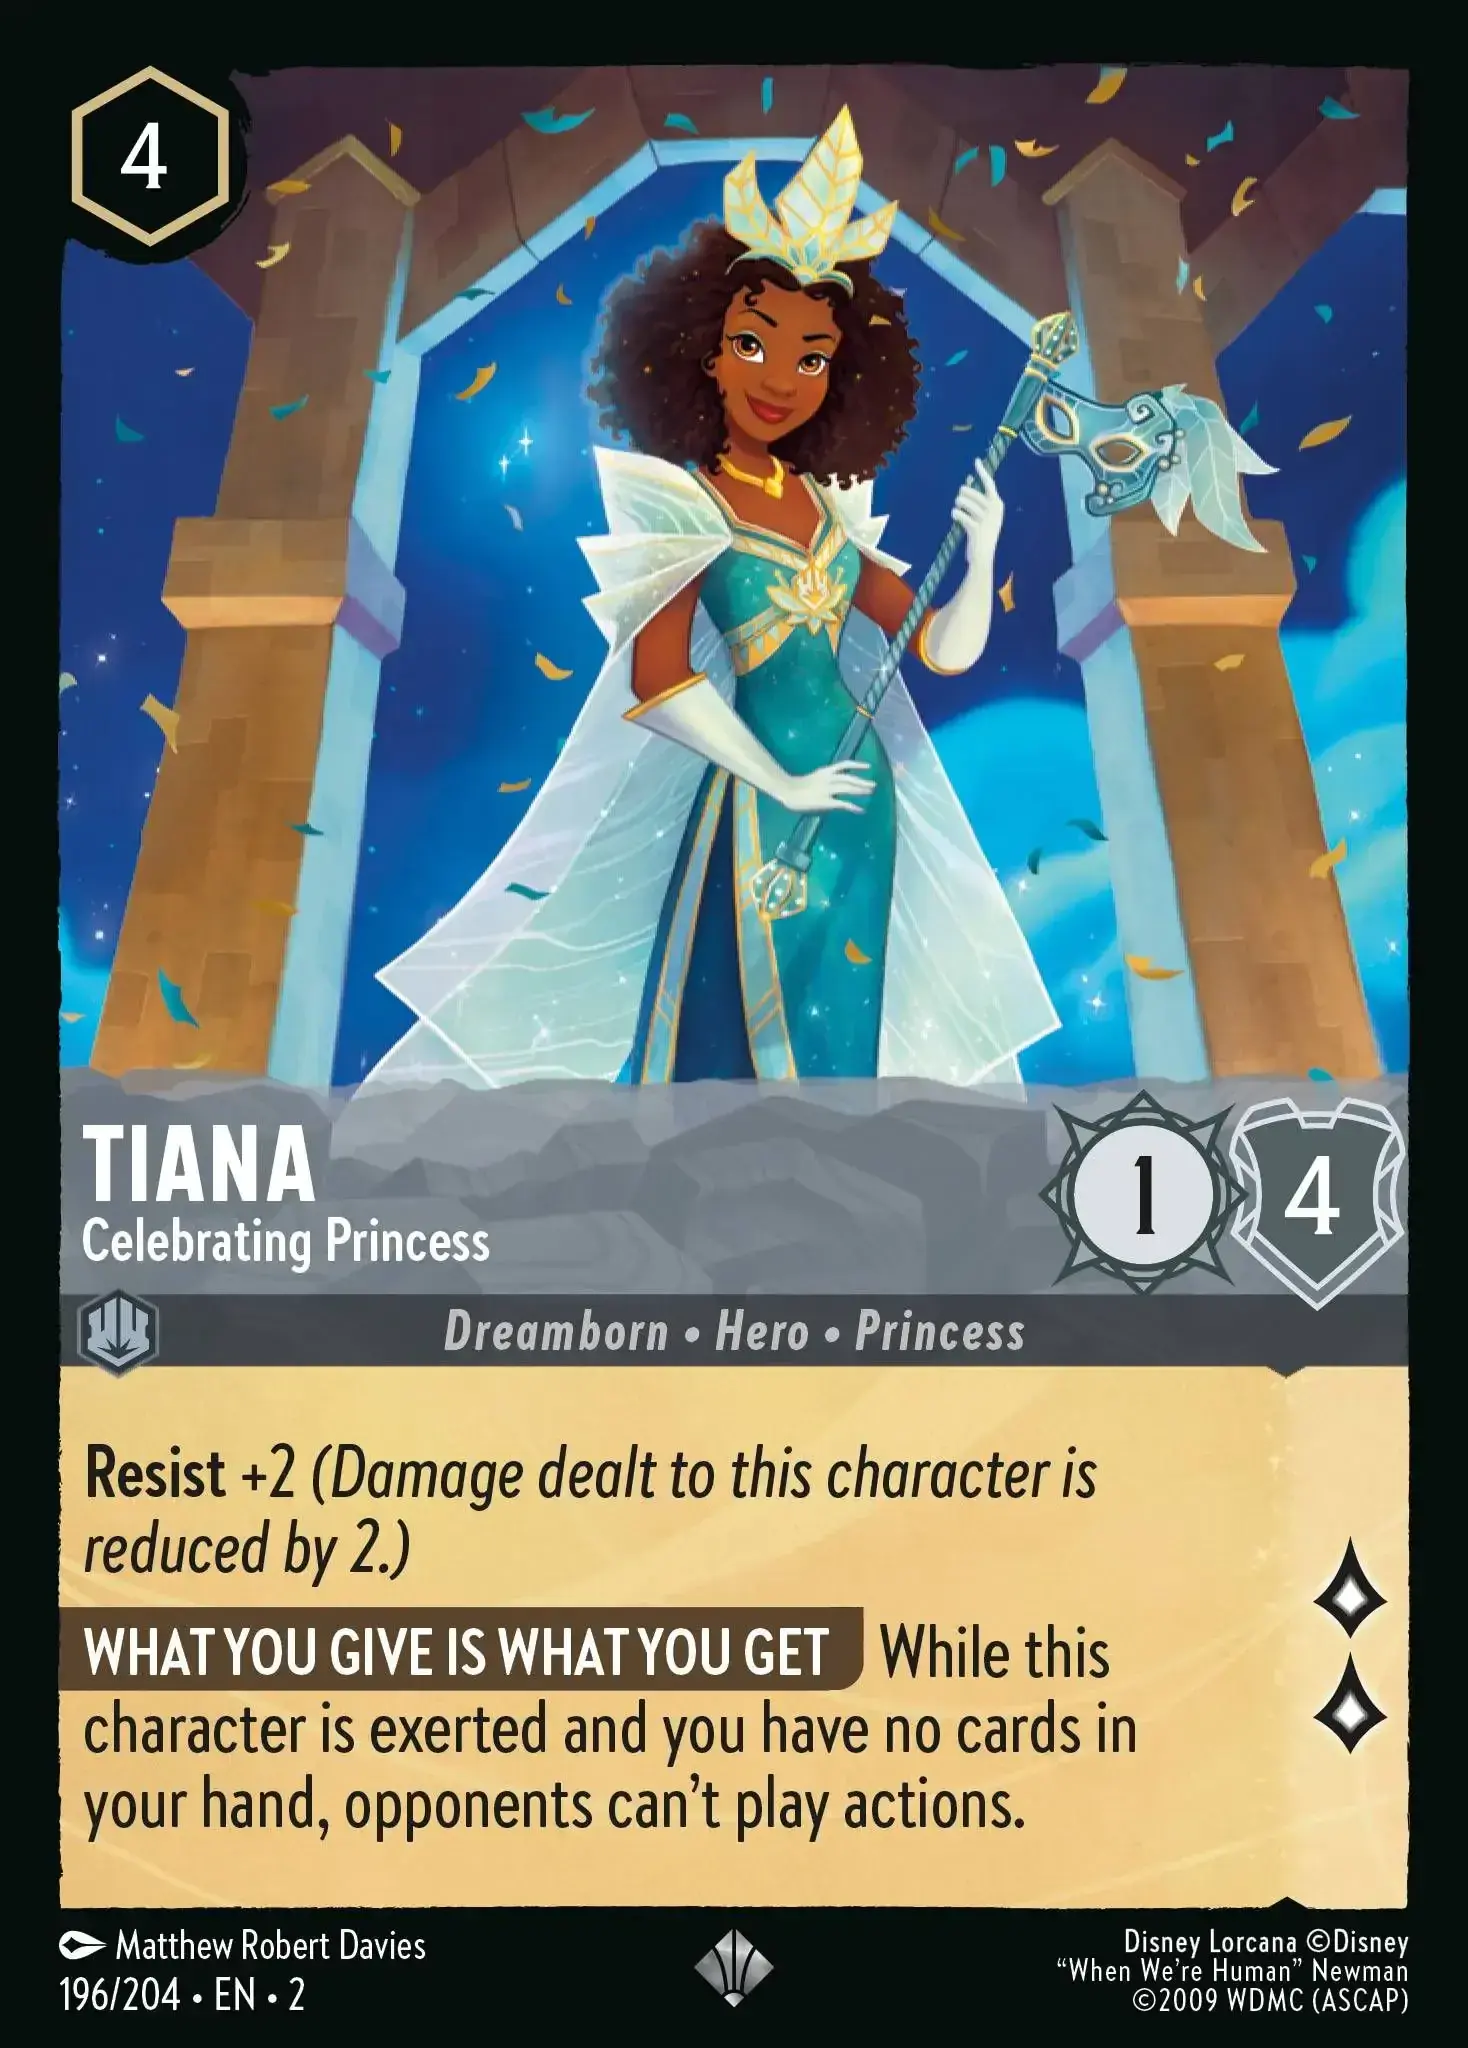 4
TIANA
Celebrating Princess
1
4
Dreamborn • Hero • Princess
Resist +2 (Damage dealt to this character is
reduced by 2.)
WHAT YOU GIVE IS WHAT YOU GET While this
character is exerted and you have no cards in
your hand, opponents can't play actions.
Matthew Robert Davies
196/204 • EN • 2
Disney Lorcana ©Disney
“When We're Human” Newman
©2009 WDMC (ASCAP)